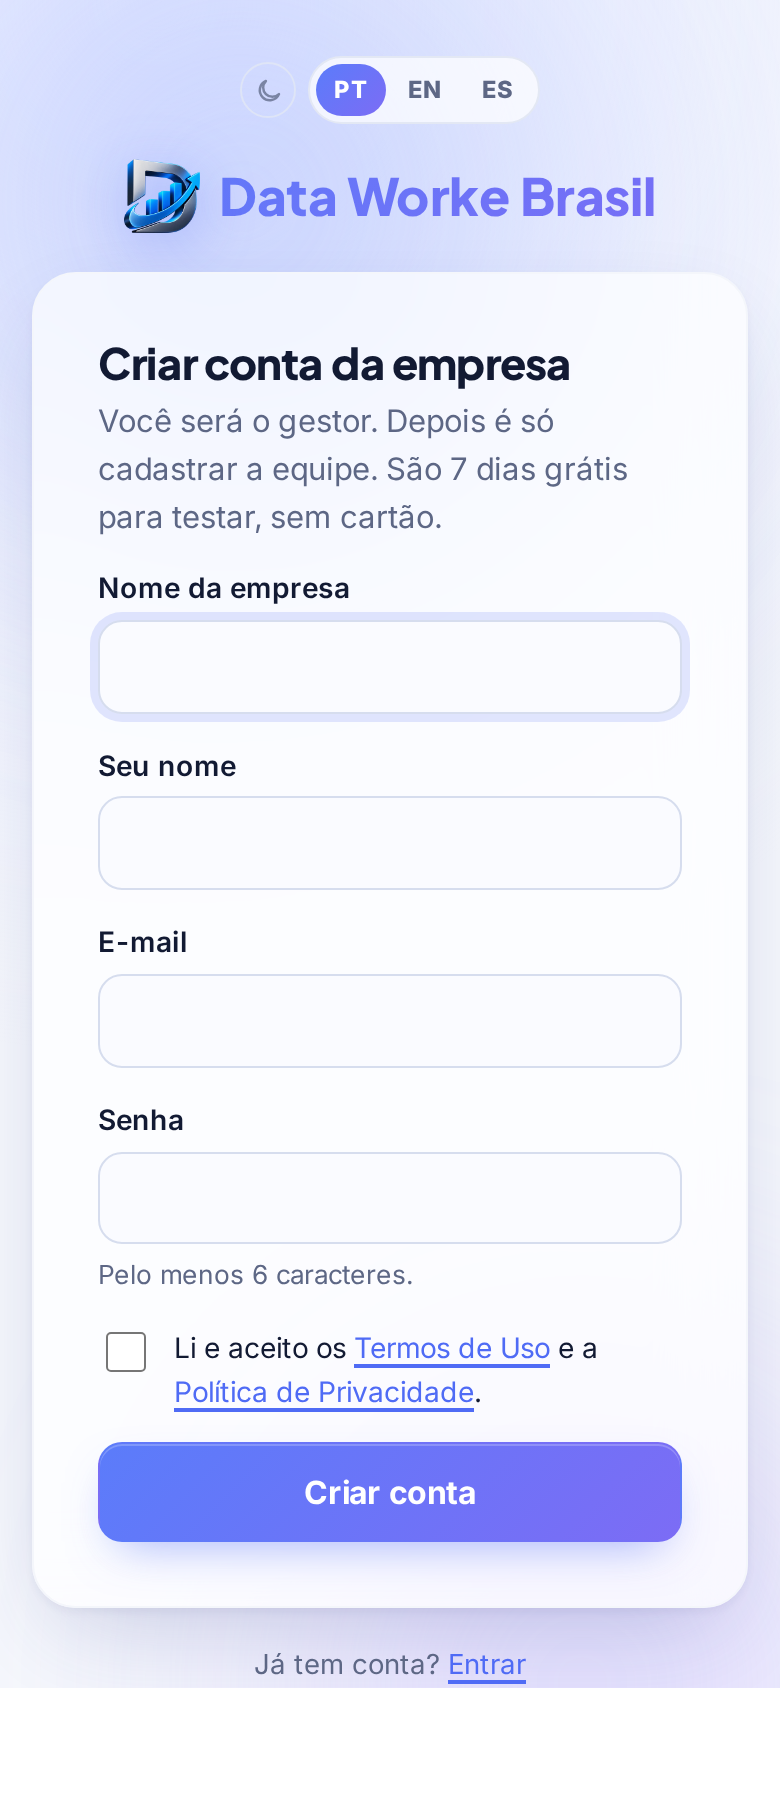 PT EN ES
Data Worke Brasil
Criar conta da empresa
Você será o gestor. Depois é só
cadastrar a equipe. São 7 dias grátis
para testar, sem cartão.
Nome da empresa
Seu nome
E-mail
Senha
Pelo menos 6 caracteres.
Li e aceito os Termos de Uso e a
Política de Privacidade.
Criar conta
Já tem conta? Entrar